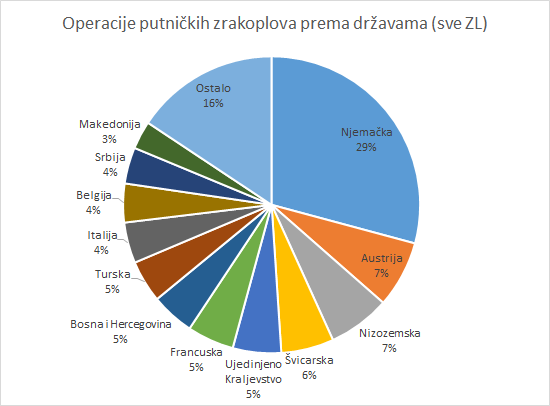 Operacije putničkih zrakoplova prema državama (sve ZL)
Njemačka
29%
Austrija
7%
Nizozemska
7%
Švicarska
6%
Ujedinjeno
Kraljevstvo
5%
Francuska
5%
Bosna i Hercegovina
5%
Turska
5%
Italija
4%
Belgija
4%
Srbija
4%
Makedonija
3%
Ostalo
16%